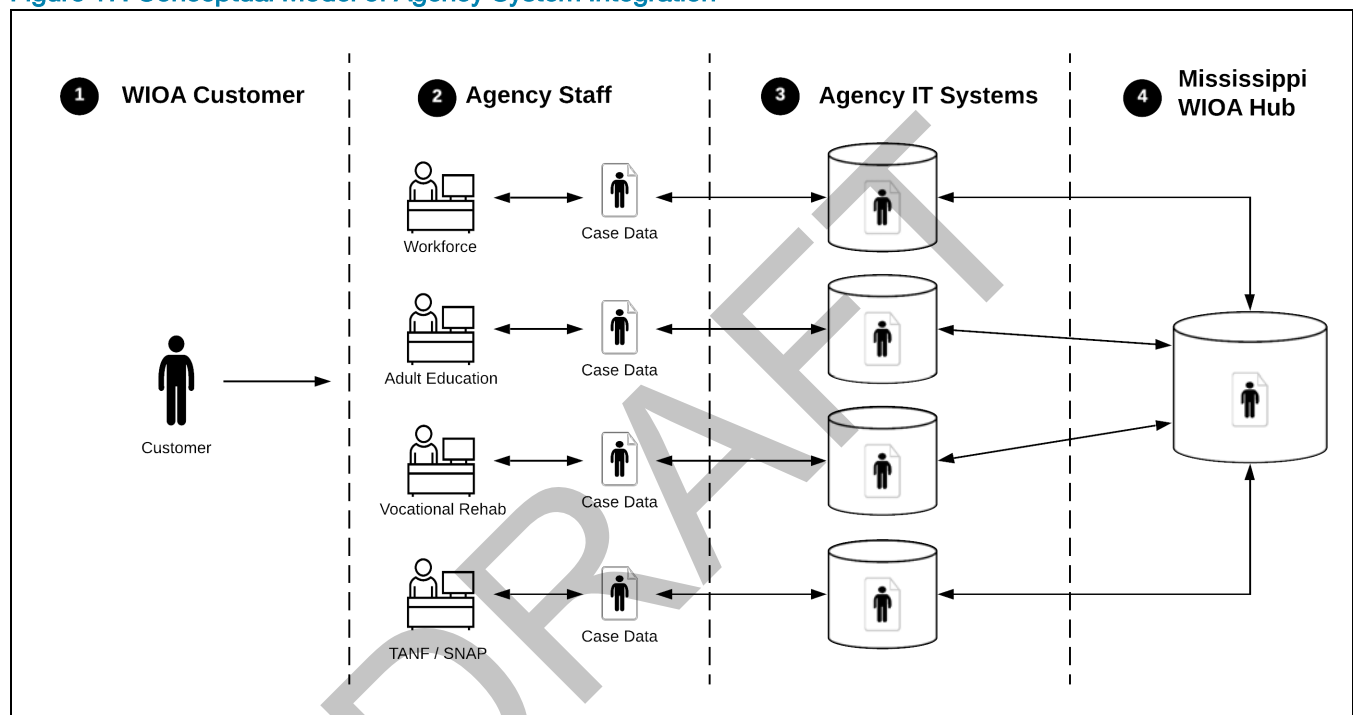 Figure 17: Conceptual Model of Agency System Integration
1 WIOA Customer
2 Agency Staff
3 Agency IT Systems
4 Mississippi
WIOA Hub
Workforce
Case Data
Adult Education
Case Data
Customer
Vocational Rehab
Case Data
TANF / SNAP
Case Data
DRAFT